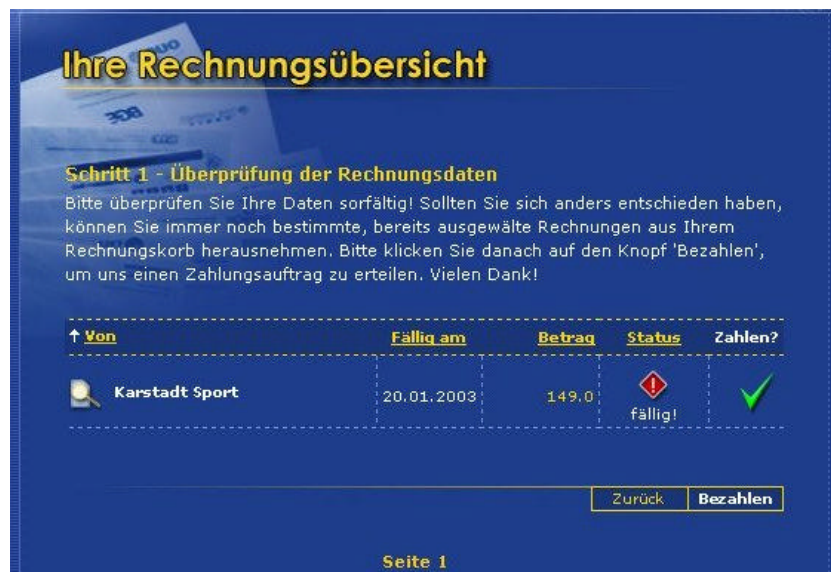 Ihre Rechnungsübersicht
Schritt 1 - Überprüfung der Rechnungsdaten
Bitte überprüfen Sie Ihre Daten sorfältig! Sollten Sie sich anders entschieden haben,
können Sie immer noch bestimmte, bereits ausgewälte Rechnungen aus Ihrem
Rechnungskorb herausnehmen. Bitte klicken Sie danach auf den Knopf 'Bezahlen',
um uns einen Zahlungsauftrag zu erteilen. Vielen Dank!
↑ Von Fällig am Betrag Status Zahlen?
Karstadt Sport 20.01.2003 149.0 fällig!
Zurück Bezahlen
Seite 1